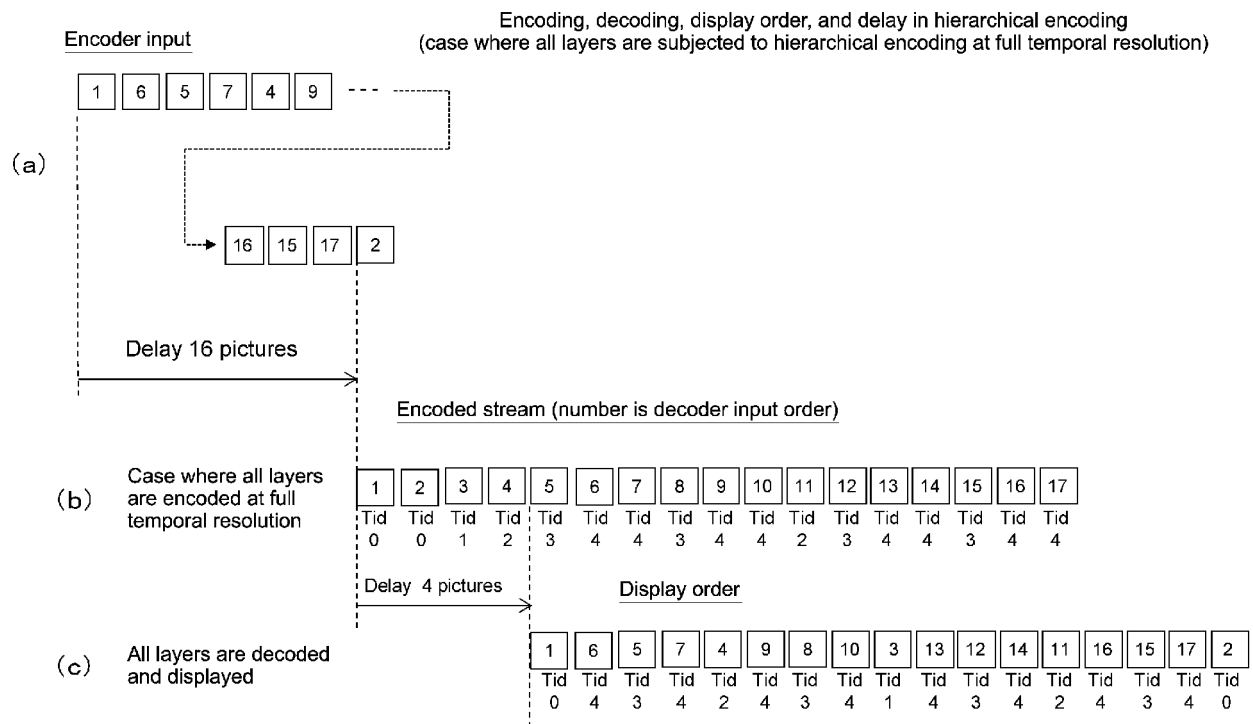 Encoding, decoding, display order, and delay in hierarchical encoding
(case where all layers are subjected to hierarchical encoding at full temporal resolution)
Encoder input
1 6 5 7 4 9
(a)
16 15 17 2
Delay 16 pictures
Encoded stream (number is decoder input order)
(b)
Case where all layers
are encoded at full
temporal resolution
1 2 3 4 5 6 7 8 9 10 11 12 13 14 15 16 17
Tid Tid Tid Tid Tid Tid Tid Tid Tid Tid Tid Tid Tid Tid Tid Tid Tid
0 0 1 2 3 4 4 3 4 4 2 3 4 4 3 4 4
Delay 4 pictures
Display order
(c)
All layers are decoded
and displayed
1 6 5 7 4 9 8 10 3 13 12 14 11 16 15 17 2
Tid Tid Tid Tid Tid Tid Tid Tid Tid Tid Tid Tid Tid Tid Tid Tid Tid
0 4 3 4 2 4 3 4 1 4 3 4 2 4 3 4 0